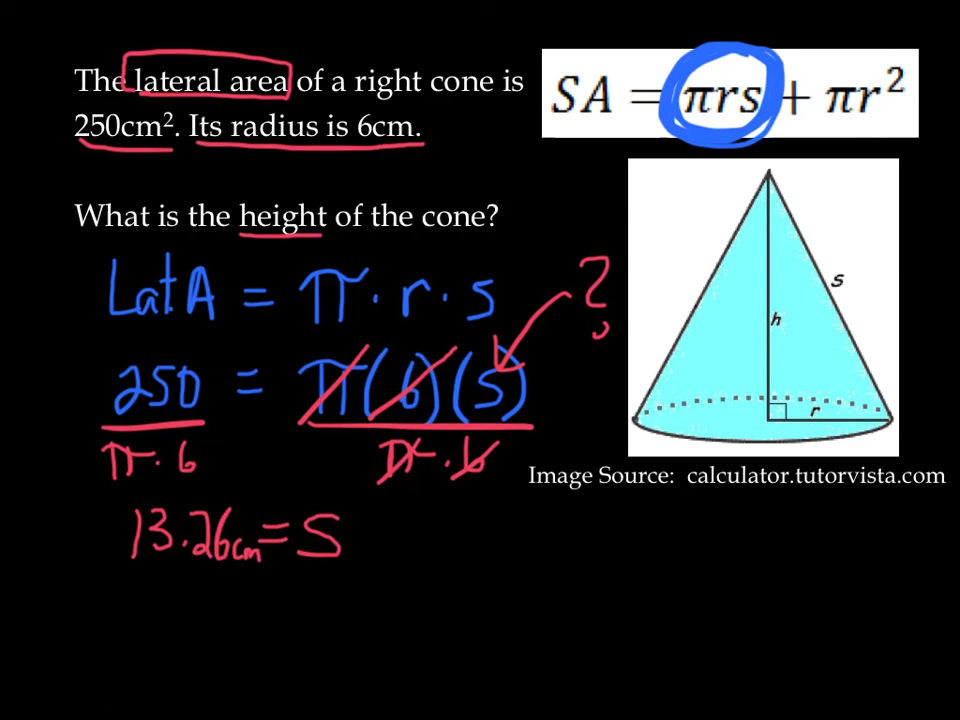 The lateral area of a right cone is
250cm². Its radius is 6cm.
SA = πrs + πr²
What is the height of the cone?
Lat A = π · r · s
?
250 = π(6)(s)
π · 6 π · 6
13.26cm = S
s
h
r
Image Source: calculator.tutorvista.com